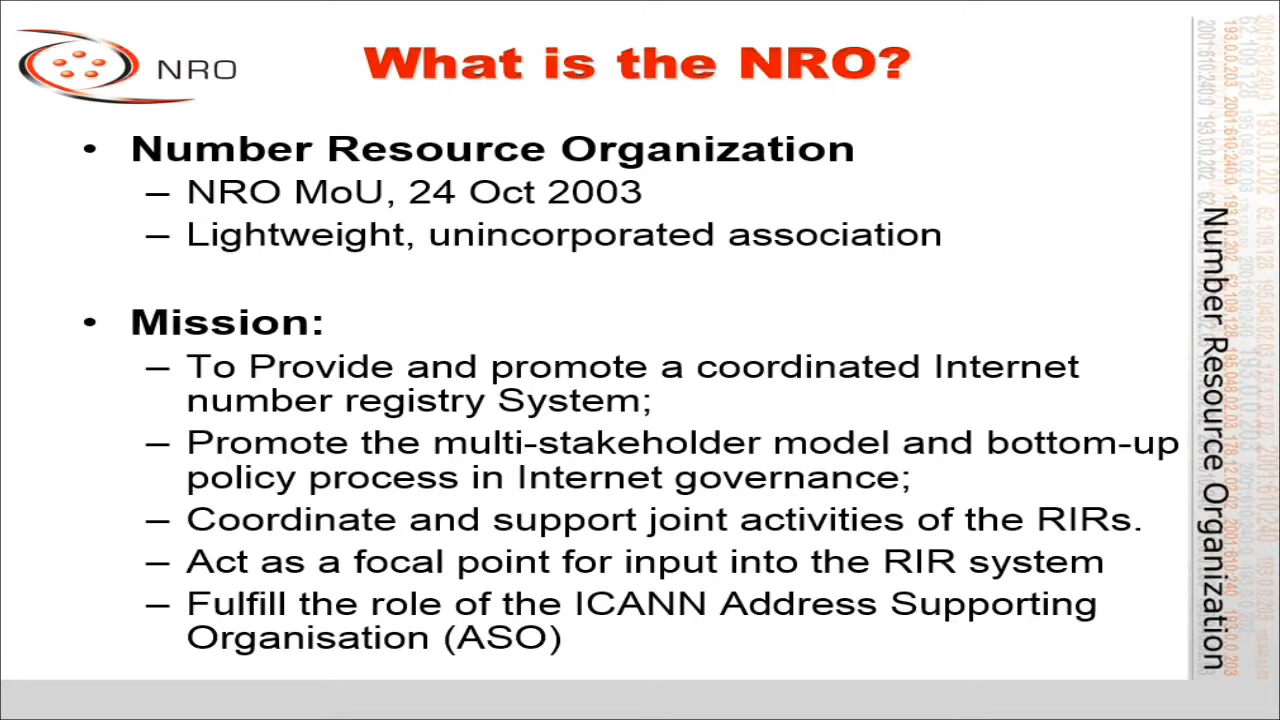 NRO
What is the NRO?
• Number Resource Organization
– NRO MoU, 24 Oct 2003
– Lightweight, unincorporated association
• Mission:
– To Provide and promote a coordinated Internet
number registry System;
– Promote the multi-stakeholder model and bottom-up
policy process in Internet governance;
– Coordinate and support joint activities of the RIRs.
– Act as a focal point for input into the RIR system
– Fulfill the role of the ICANN Address Supporting
Organisation (ASO)
Number Resource Organization